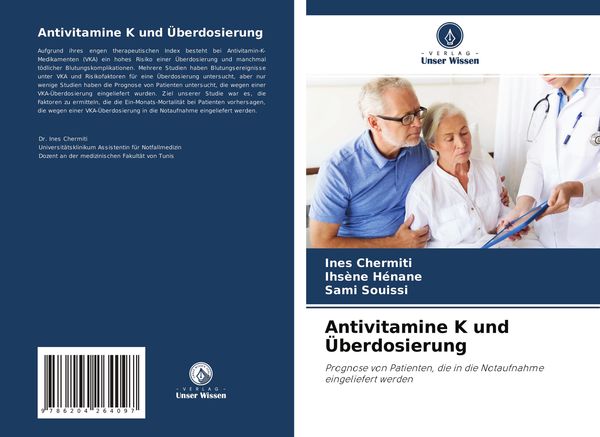 Antivitamine K und Überdosierung
Aufgrund ihres engen therapeutischen Index besteht bei Antivitamin-K-
Medikamenten (VKA) ein hohes Risiko einer Überdosierung und manchmal
tödlicher Blutungskomplikationen. Mehrere Studien haben Blutungsereignisse
unter VKA und Risikofaktoren für eine Überdosierung untersucht, aber nur
wenige Studien haben die Prognose von Patienten untersucht, die wegen einer
VKA-Überdosierung eingeliefert wurden. Ziel unserer Studie war es, die
Faktoren zu ermitteln, die die Ein-Monats-Mortalität bei Patienten vorhersagen,
die wegen einer VKA-Überdosierung in die Notaufnahme eingeliefert werden.
Dr. Ines Chermiti
Universitätsklinikum Assistentin für Notfallmedizin
Dozent an der medizinischen Fakultät von Tunis
9 786204 264097
– VERLAG –
Unser Wissen
– VERLAG –
Unser Wissen
Ines Chermiti
Ihsène Hénane
Sami Souissi
Antivitamine K und
Überdosierung
Prognose von Patienten, die in die Notaufnahme
eingeliefert werden